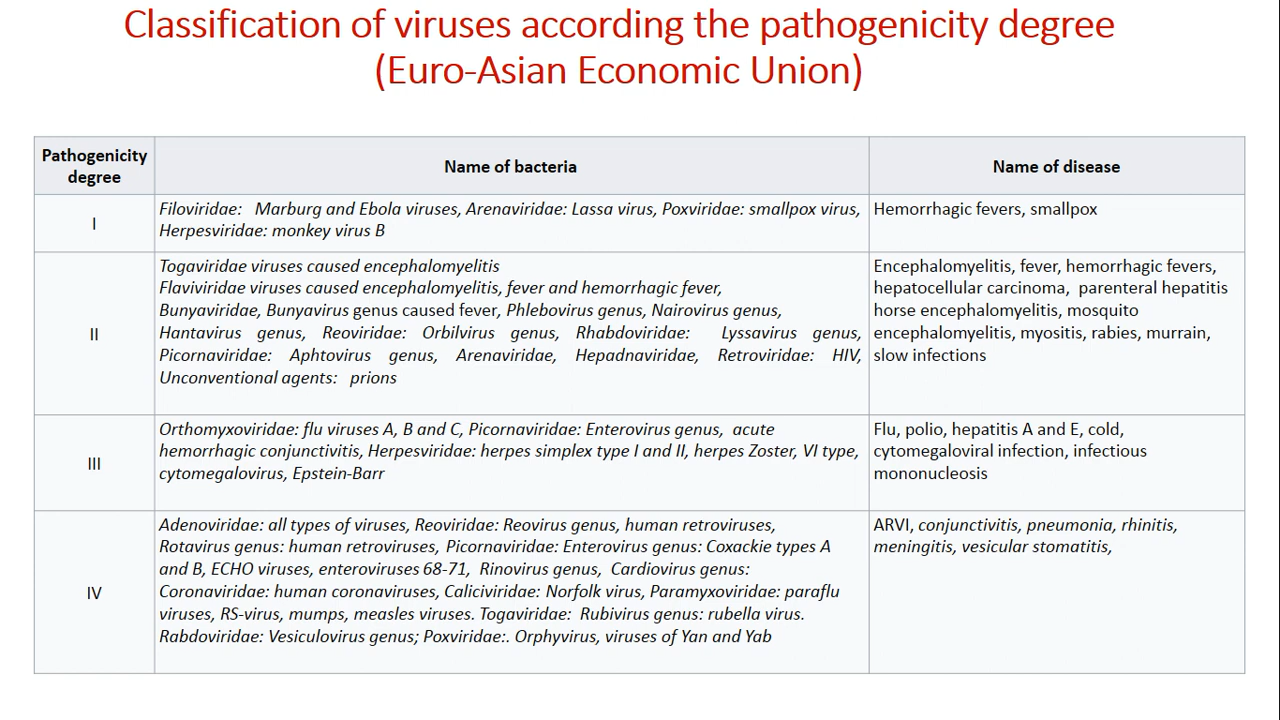 Classification of viruses according the pathogenicity degree
(Euro-Asian Economic Union)
Pathogenicity
degree
Name of bacteria
Name of disease
I
Filoviridae: Marburg and Ebola viruses, Arenaviridae: Lassa virus, Poxviridae: smallpox virus,
Herpesviridae: monkey virus B
Hemorrhagic fevers, smallpox
II
Togaviridae viruses caused encephalomyelitis
Flaviviridae viruses caused encephalomyelitis, fever and hemorrhagic fever,
Bunyaviridae, Bunyavirus genus caused fever, Phlebovirus genus, Nairovirus genus,
Hantavirus genus, Reoviridae: Orbilvirus genus, Rhabdoviridae: Lyssavirus genus,
Picornaviridae: Aphtovirus genus, Arenaviridae, Hepadnaviridae, Retroviridae: HIV,
Unconventional agents: prions
Encephalomyelitis, fever, hemorrhagic fevers,
hepatocellular carcinoma, parenteral hepatitis
horse encephalomyelitis, mosquito
encephalomyelitis, myositis, rabies, murrain,
slow infections
III
Orthomyxoviridae: flu viruses A, B and C, Picornaviridae: Enterovirus genus, acute
hemorrhagic conjunctivitis, Herpesviridae: herpes simplex type I and II, herpes Zoster, VI type,
cytomegalovirus, Epstein-Barr
Flu, polio, hepatitis A and E, cold,
cytomegaloviral infection, infectious
mononucleosis
IV
Adenoviridae: all types of viruses, Reoviridae: Reovirus genus, human retroviruses,
Rotavirus genus: human retroviruses, Picornaviridae: Enterovirus genus: Coxackie types A
and B, ECHO viruses, enteroviruses 68-71, Rinovirus genus, Cardiovirus genus:
Coronaviridae: human coronaviruses, Caliciviridae: Norfolk virus, Paramyxoviridae: paraflu
viruses, RS-virus, mumps, measles viruses. Togaviridae: Rubivirus genus: rubella virus.
Rabdoviridae: Vesiculovirus genus; Poxviridae:. Orphyvirus, viruses of Yan and Yab
ARVI, conjunctivitis, pneumonia, rhinitis,
meningitis, vesicular stomatitis,